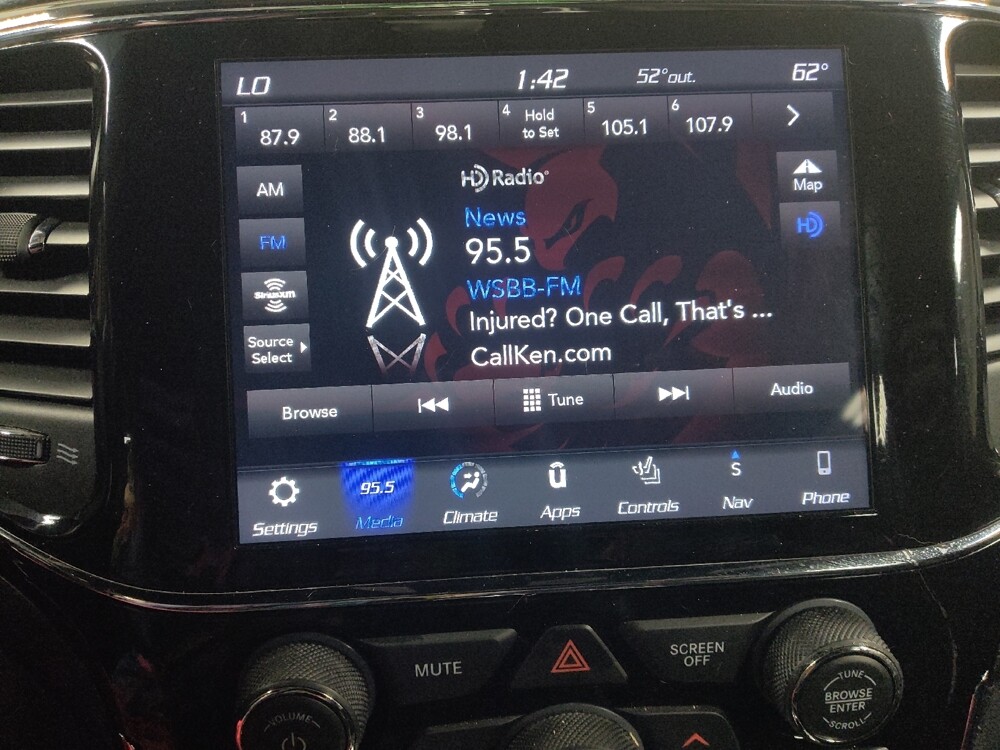 LO 1:42 52°out. 62°
1 87.9 2 88.1 3 98.1 4 Hold to Set 5 105.1 6 107.9
AM
HD Radio
Map
News
FM
95.5
HD
SiriusXM
WSBB-FM
Injured? One Call, That's ...
Source
Select
CallKen.com
Browse Tune Audio
95.5 S
Settings Media Climate Apps Controls Nav Phone
MUTE SCREEN
OFF
VOLUME
TUNE
BROWSE
ENTER
SCROLL